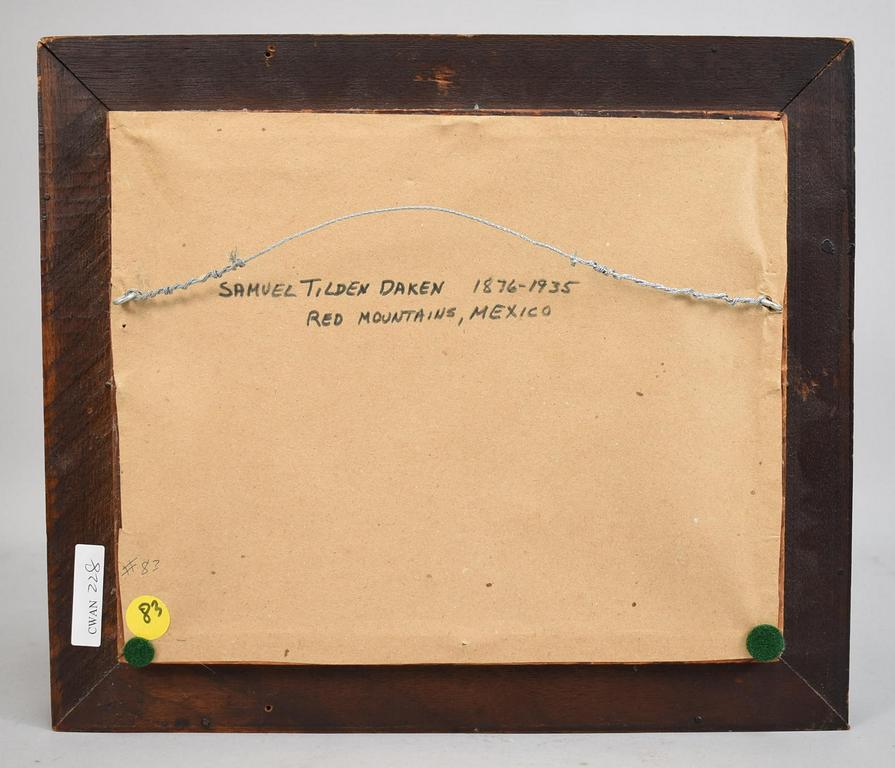 SAMUEL TILDEN DAKEN 1876-1935
RED MOUNTAINS, MEXICO
#83
83
CWAN 228